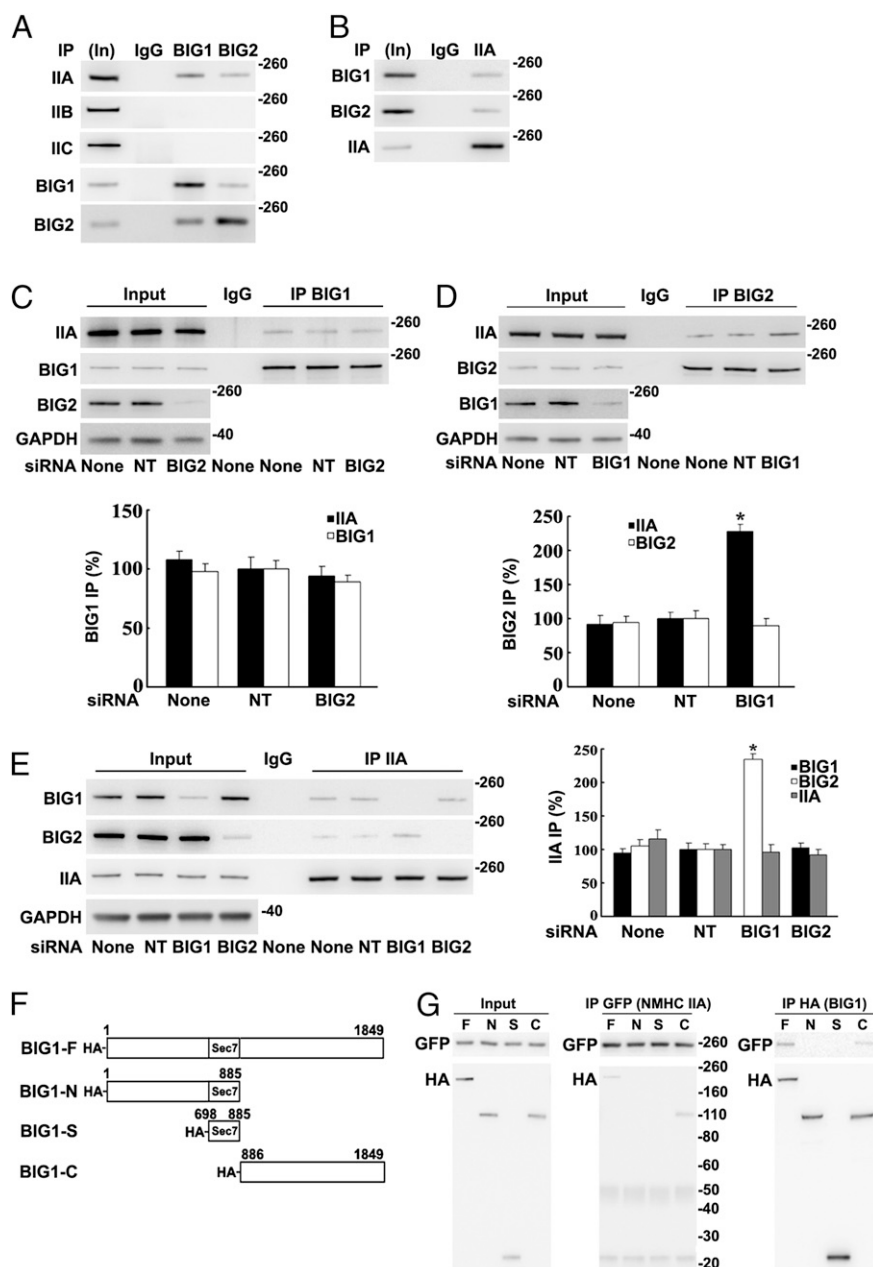 A
IP (In) IgG BIG1 BIG2
IIA -260
IIB -260
IIC -260
BIG1 -260
BIG2
B
IP (In) IgG IIA
BIG1 -260
BIG2 -260
IIA -260
C
Input IgG IP BIG1
IIA -260
BIG1 -260
BIG2 -260
GAPDH -40
siRNA None NT BIG2 None None NT BIG2
BIG1 IP (%)
150
100
50
0
IIA
BIG1
siRNA None NT BIG2
D
Input IgG IP BIG2
IIA -260
BIG2 -260
BIG1 -260
GAPDH -40
siRNA None NT BIG1 None None NT BIG1
BIG2 IP (%)
250
200
150
100
50
0
IIA
BIG2
*
siRNA None NT BIG1
E
Input IgG IP IIA
BIG1 -260
BIG2 -260
IIA -260
GAPDH -40
siRNA None NT BIG1 BIG2 None None NT BIG1 BIG2
IIA IP (%)
300
250
200
150
100
50
0
*
BIG1
BIG2
IIA
siRNA None NT BIG1 BIG2
F
1 1849
BIG1-F HA- Sec7
1 885
BIG1-N HA- Sec7
698 885
BIG1-S HA- Sec7
886 1849
BIG1-C HA-
G
Input IP GFP (NMHC IIA) IP HA (BIG1)
F N S C F N S C F N S C
GFP GFP -260 GFP
HA HA -260 HA
-160
-110
-80
-60
-50
-40
-30
-20